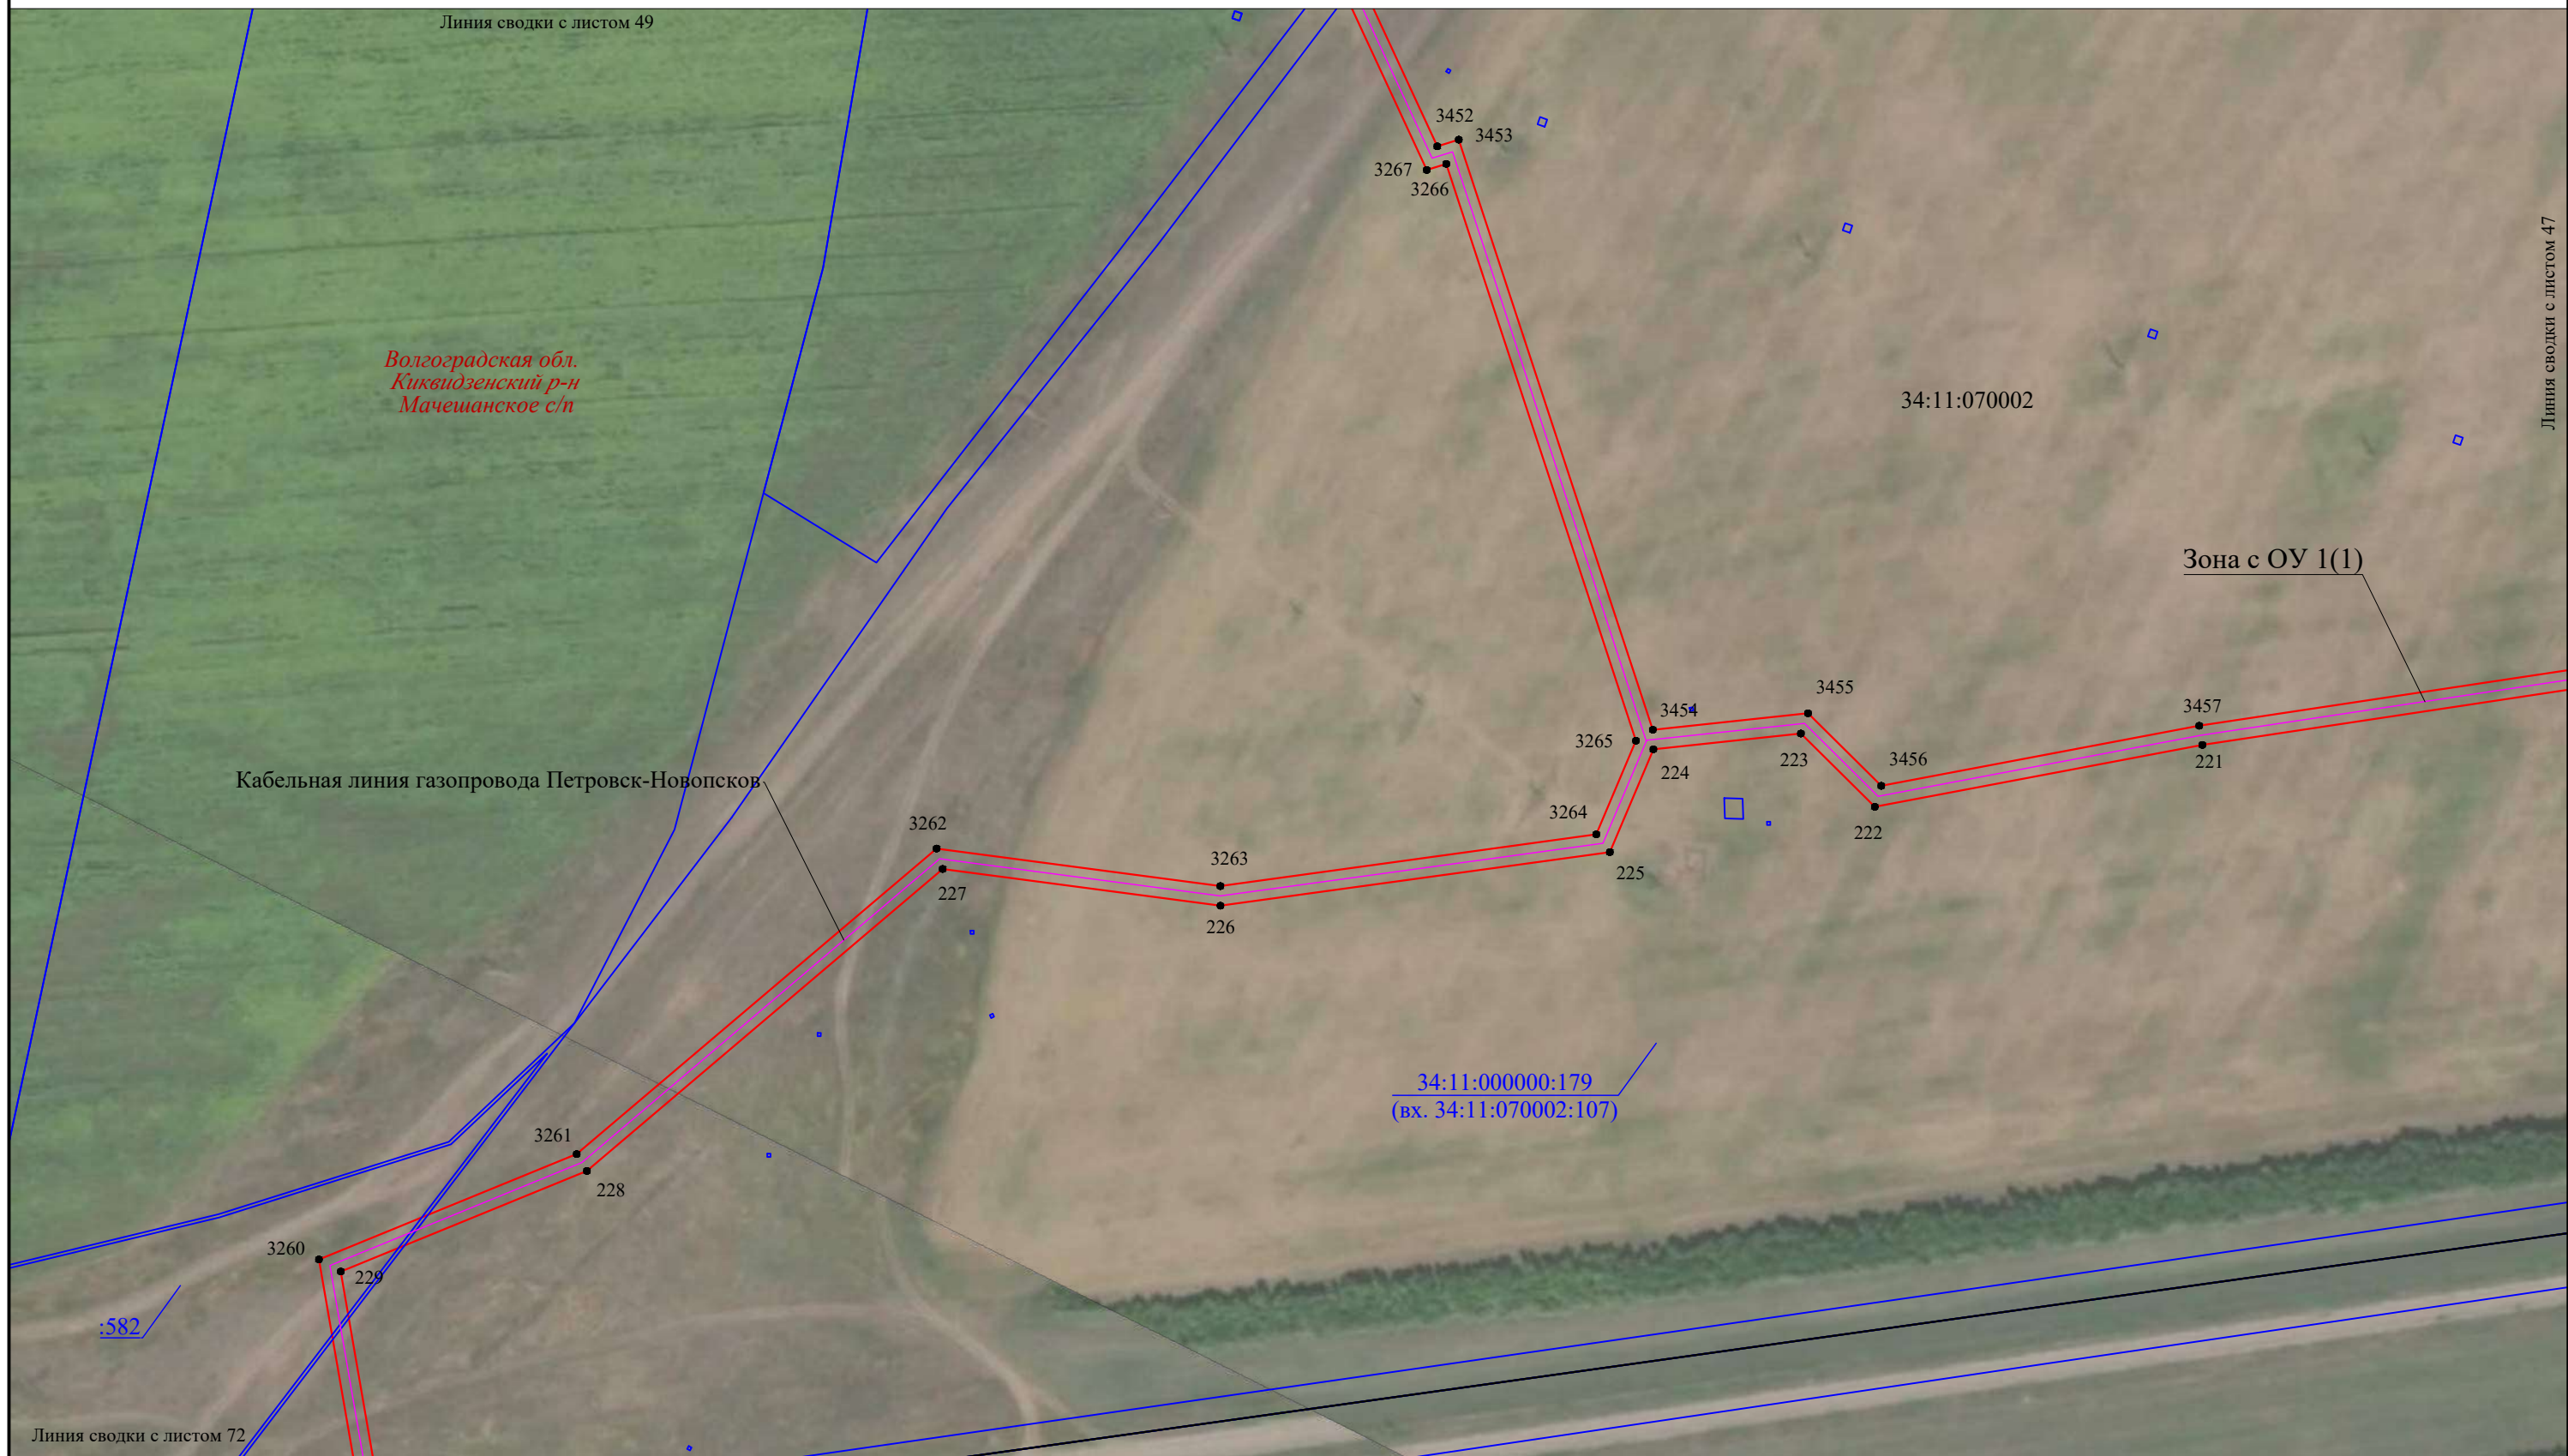 Линия сводки с листом 49
3452
3453
3267
3266
Линия сводки с листом 47
Волгоградская обл.
Киквидзенский р-н
Мачешанское с/п
34:11:070002
Зона с ОУ 1(1)
3455
3454
3457
3265
224
223
3456
221
Кабельная линия газопровода Петровск-Новопсков
3262
3264
222
3263
225
227
226
34:11:000000:179
(вх. 34:11:070002:107)
3261
228
3260
229
:582
Линия сводки с листом 72